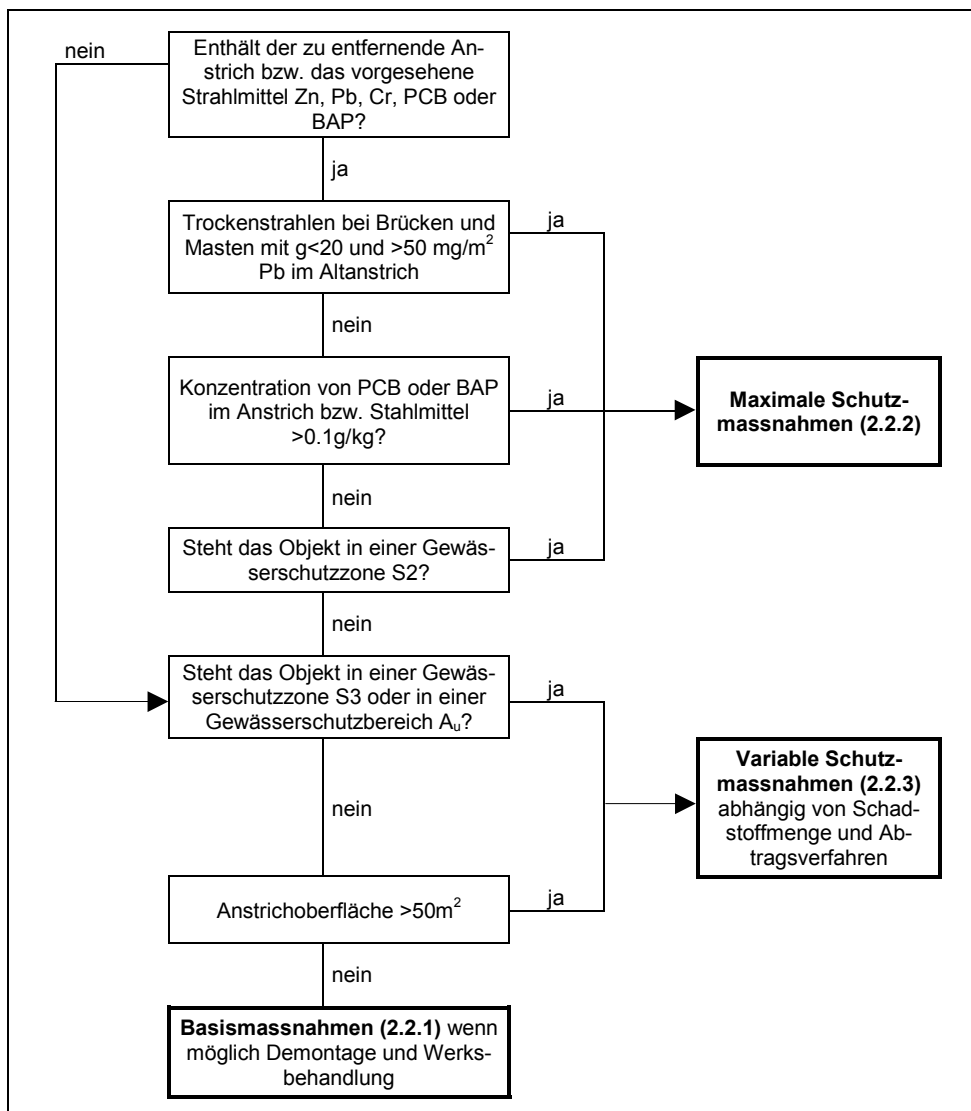 nein
Enthält der zu entfernende An-
strich bzw. das vorgesehene
Strahlmittel Zn, Pb, Cr, PCB oder
BAP?
ja
Trockenstrahlen bei Brücken und
Masten mit g<20 und >50 mg/m²
Pb im Altanstrich
ja
nein
Konzentration von PCB oder BAP
im Anstrich bzw. Stahlmittel
>0.1g/kg?
ja
Maximale Schutz-
massnahmen (2.2.2)
nein
Steht das Objekt in einer Gewäs-
serschutzzone S2?
ja
nein
Steht das Objekt in einer Gewäs-
serschutzzone S3 oder in einer
Gewässerschutzbereich Aᵤ?
ja
Variable Schutz-
massnahmen (2.2.3)
abhängig von Schad-
stoffmenge und Ab-
tragsverfahren
nein
Anstrichoberfläche >50m²
ja
nein
Basismassnahmen (2.2.1) wenn
möglich Demontage und Werks-
behandlung